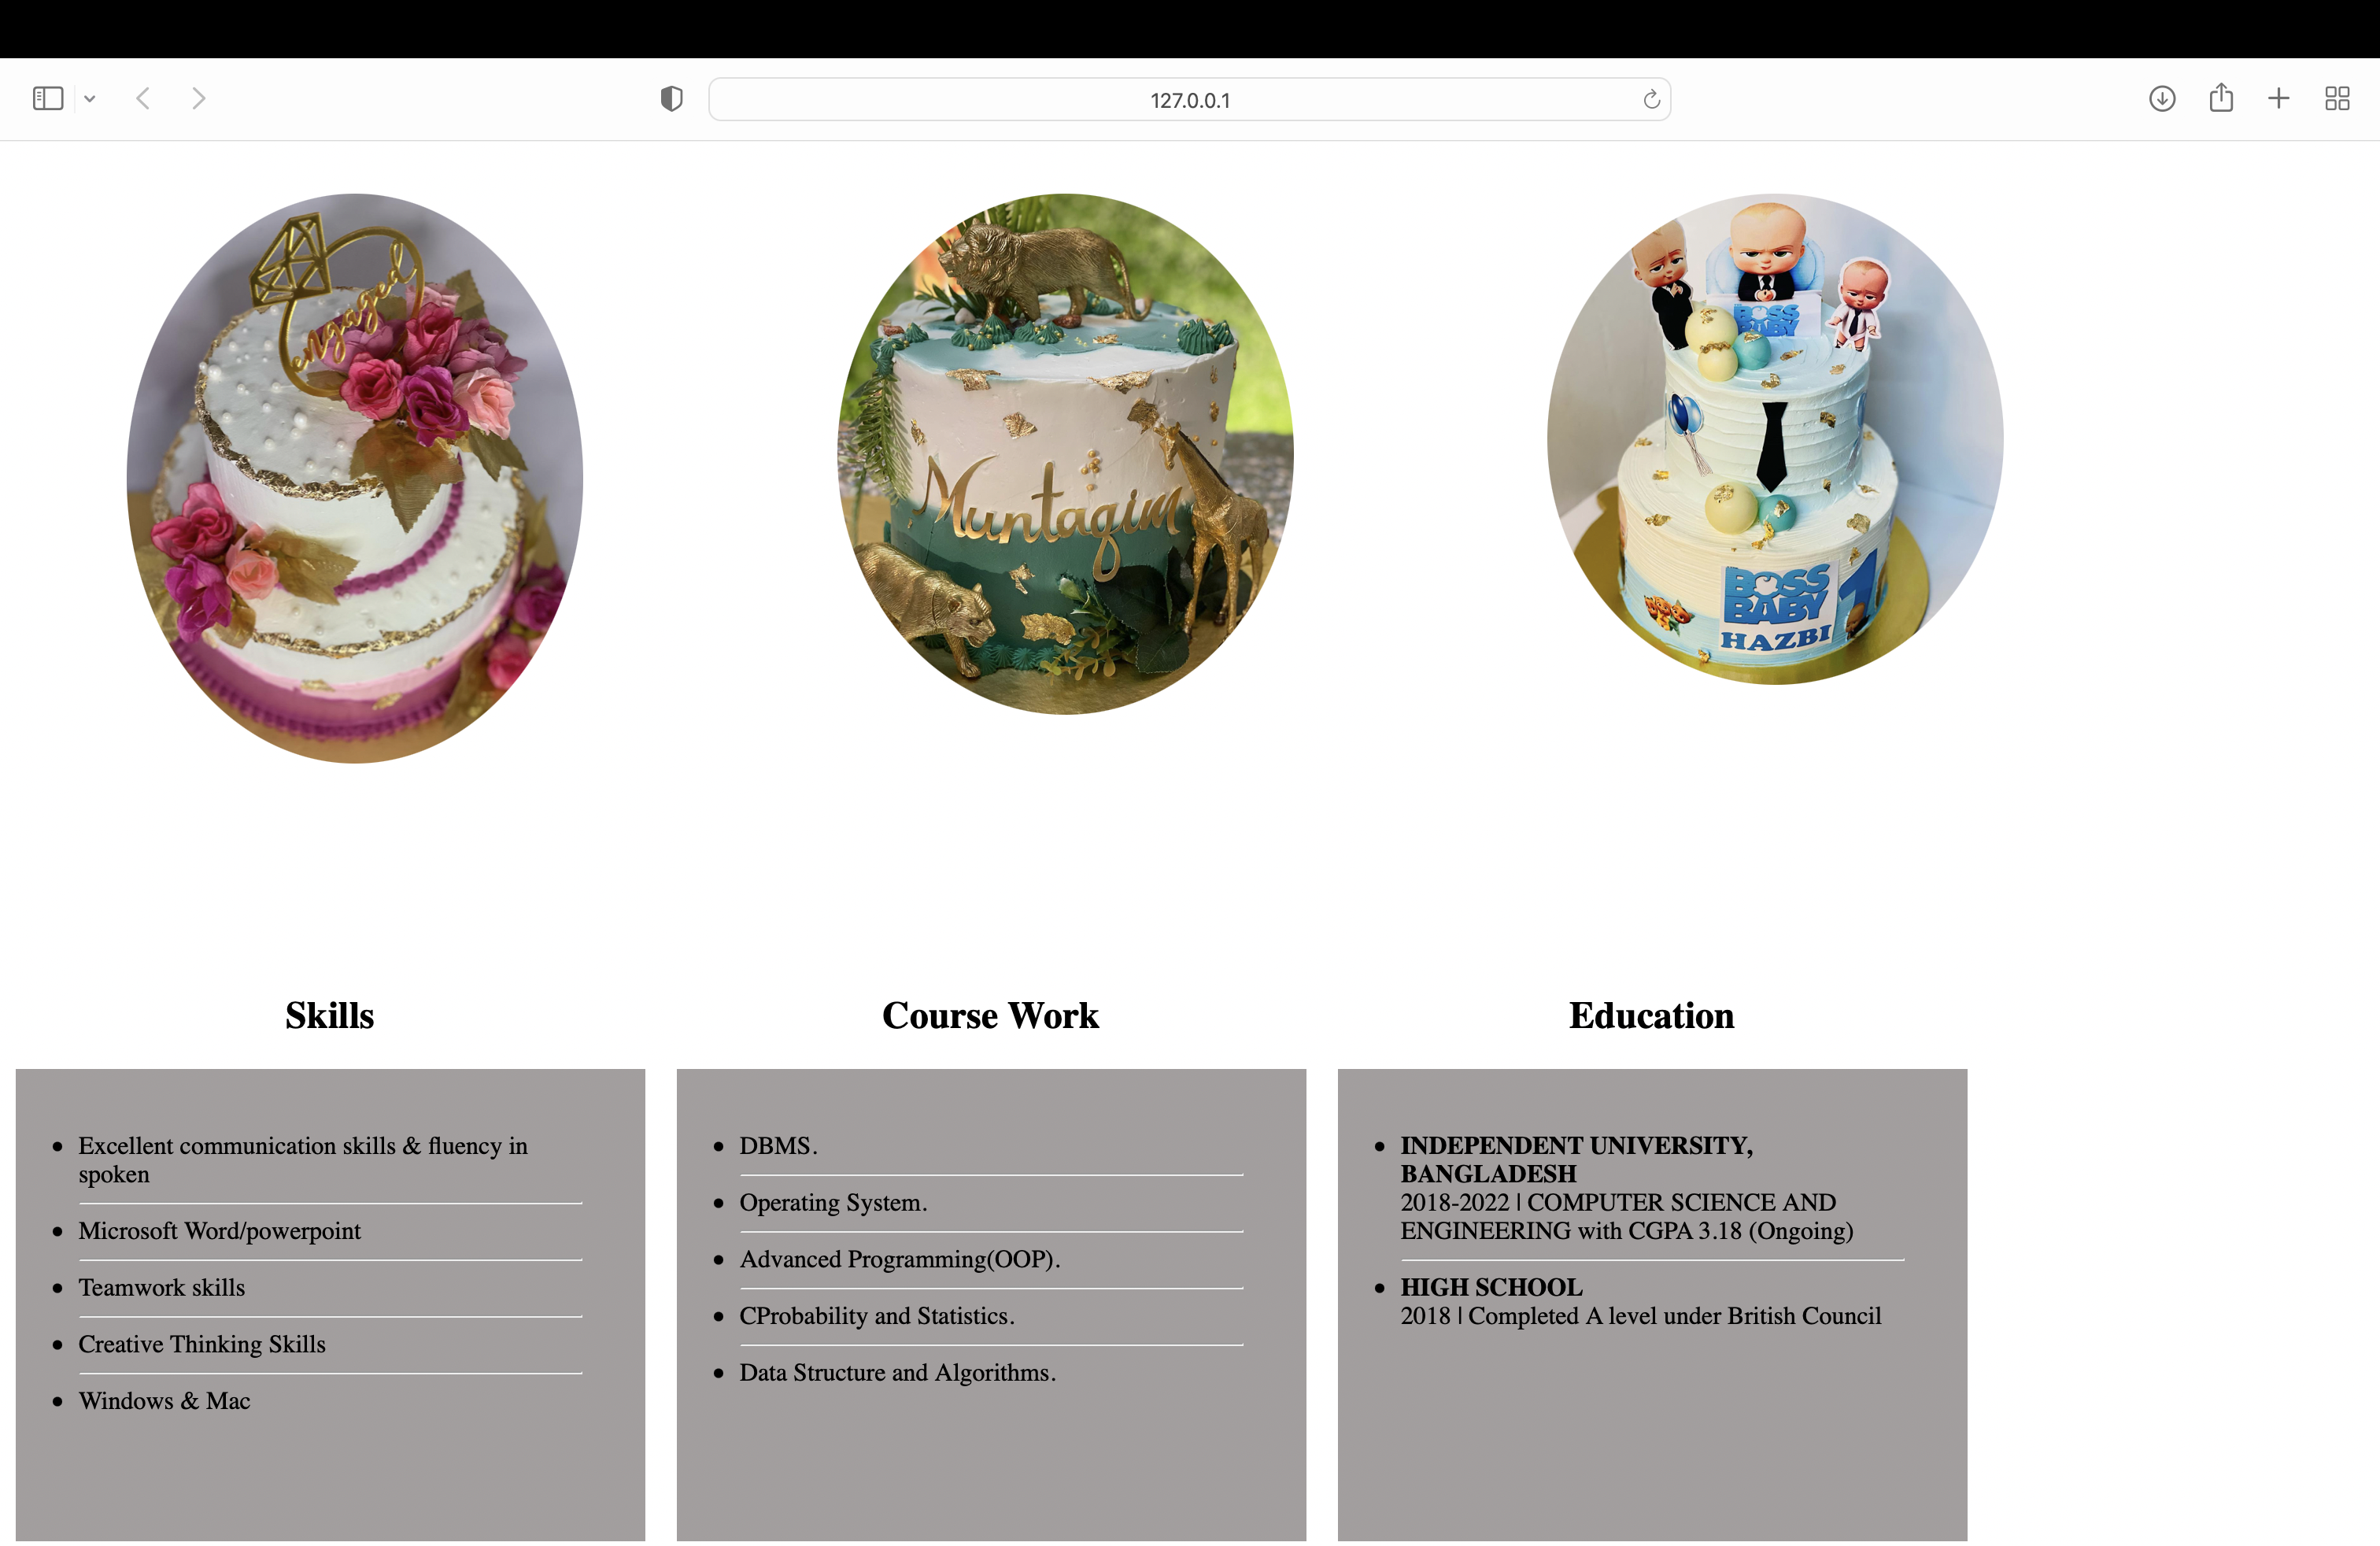 127.0.0.1
engaged
Muntaqim
BOSS
BABY
BOSS
BABY
1
HAZBI
Skills
Excellent communication skills & fluency in
spoken
Microsoft Word/powerpoint
Teamwork skills
Creative Thinking Skills
Windows & Mac
Course Work
DBMS.
Operating System.
Advanced Programming(OOP).
CProbability and Statistics.
Data Structure and Algorithms.
Education
INDEPENDENT UNIVERSITY,
BANGLADESH
2018-2022 | COMPUTER SCIENCE AND
ENGINEERING with CGPA 3.18 (Ongoing)
HIGH SCHOOL
2018 | Completed A level under British Council